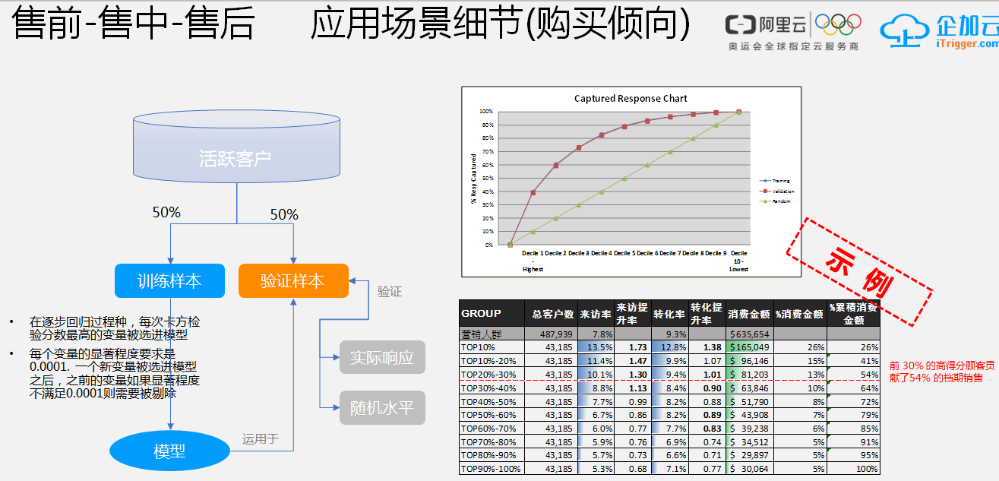 售前-售中-售后 应用场景细节(购买倾向)
阿里云
奥运会全球指定云服务商
企加云
iTrigger.com
活跃客户
50% 50%
训练样本 验证样本
验证
• 在逐步回归过程种，每次卡方检
验分数最高的变量被选进模型
• 每个变量的显著程度要求是
0.0001. 一个新变量被选进模型
之后，之前的变量如果显著程度
不满足0.0001则需要被剔除
实际响应
随机水平
模型
运用于
Captured Response Chart
% Resp Captured
100%
90%
80%
70%
60%
50%
40%
30%
20%
10%
0%
Decile 1 Decile 2 Decile 3 Decile 4 Decile 5 Decile 6 Decile 7 Decile 8 Decile 9 Decile
- 10 -
Highest Lowest
Training
Validation
Random
示例
GROUP 总客户数 来访率 来访提升率 转化率 转化提升率 消费金额 %消费金额 %累积消费金额
营销人群 487,939 7.8% 9.3% $635,654
TOP10% 43,185 13.5% 1.73 12.8% 1.38 $165,049 26% 26%
TOP10%-20% 43,185 11.4% 1.47 9.9% 1.07 $ 96,146 15% 41%
TOP20%-30% 43,185 10.1% 1.30 9.4% 1.01 $ 81,203 13% 54%
TOP30%-40% 43,185 8.8% 1.13 8.4% 0.90 $ 63,846 10% 64%
TOP40%-50% 43,185 7.7% 0.99 8.2% 0.88 $ 51,790 8% 72%
TOP50%-60% 43,185 6.7% 0.86 8.2% 0.89 $ 43,908 7% 79%
TOP60%-70% 43,185 6.0% 0.77 7.7% 0.83 $ 39,238 6% 85%
TOP70%-80% 43,185 5.9% 0.76 6.9% 0.74 $ 34,512 5% 91%
TOP80%-90% 43,185 5.7% 0.73 6.6% 0.71 $ 29,897 5% 95%
TOP90%-100% 43,185 5.3% 0.68 7.1% 0.77 $ 30,064 5% 100%
前 30% 的高得分顾客贡
献了54% 的档期销售